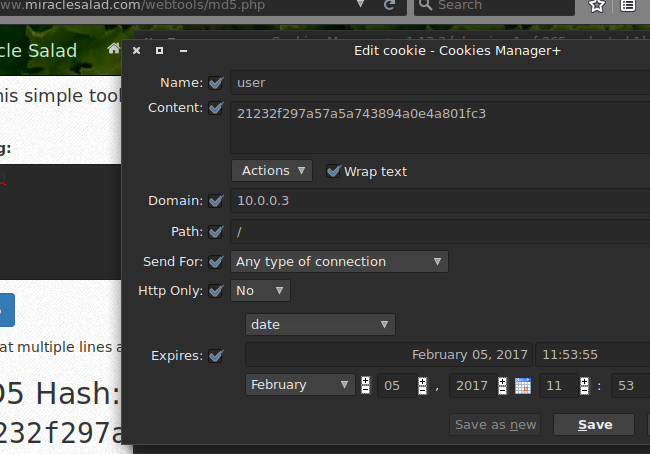 ww.miraclesalad.com/webtools/md5.php
Search
cle Salad
Edit cookie - Cookies Manager+
Name:
user
his simple tool
Content:
21232f297a57a5a743894a0e4a801fc3
g:
Actions
Wrap text
Domain:
10.0.0.3
Path:
/
Send For:
Any type of connection
Http Only:
No
date
at multiple lines a
Expires:
February 05, 2017
11:53:55
February
05
,
2017
11
:
53
D5 Hash:
232f297a
Save as new
Save